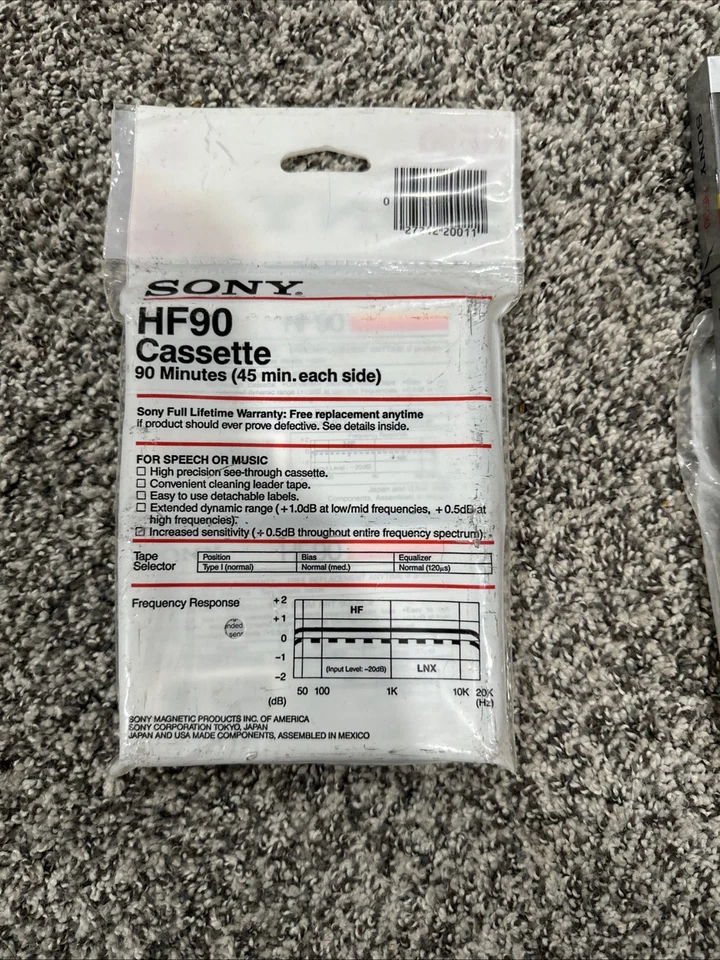 0
SONY®
HF90
Cassette
90 Minutes (45 min. each side)
Sony Full Lifetime Warranty: Free replacement anytime
if product should ever prove defective. See details inside.
FOR SPEECH OR MUSIC
☐ High precision see-through cassette.
☐ Convenient cleaning leader tape.
☐ Easy to use detachable labels.
☐ Extended dynamic range (+1.0dB at low/mid frequencies, +0.5dB at
high frequencies).
☐ Increased sensitivity (+0.5dB throughout entire frequency spectrum).
Tape Selector
Position Bias Equalizer
Type I (normal) Normal (med.) Normal (120μs)
Frequency Response
+2
HF
+1
0
-1
(Input Level: -20dB) LNX
-2
50 100 1K 10K 20K
(dB) (Hz)
SONY MAGNETIC PRODUCTS INC. OF AMERICA
SONY CORPORATION TOKYO, JAPAN
JAPAN AND USA MADE COMPONENTS, ASSEMBLED IN MEXICO
SONY